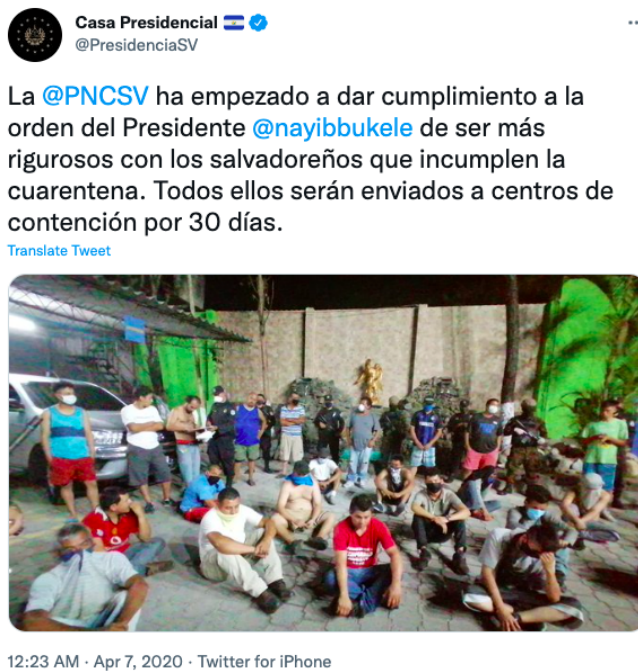 Casa Presidencial
@PresidenciaSV
La @PNCSV ha empezado a dar cumplimiento a la
orden del Presidente @nayibbukele de ser más
rigurosos con los salvadoreños que incumplen la
cuarentena. Todos ellos serán enviados a centros de
contención por 30 días.
Translate Tweet
12:23 AM · Apr 7, 2020 · Twitter for iPhone